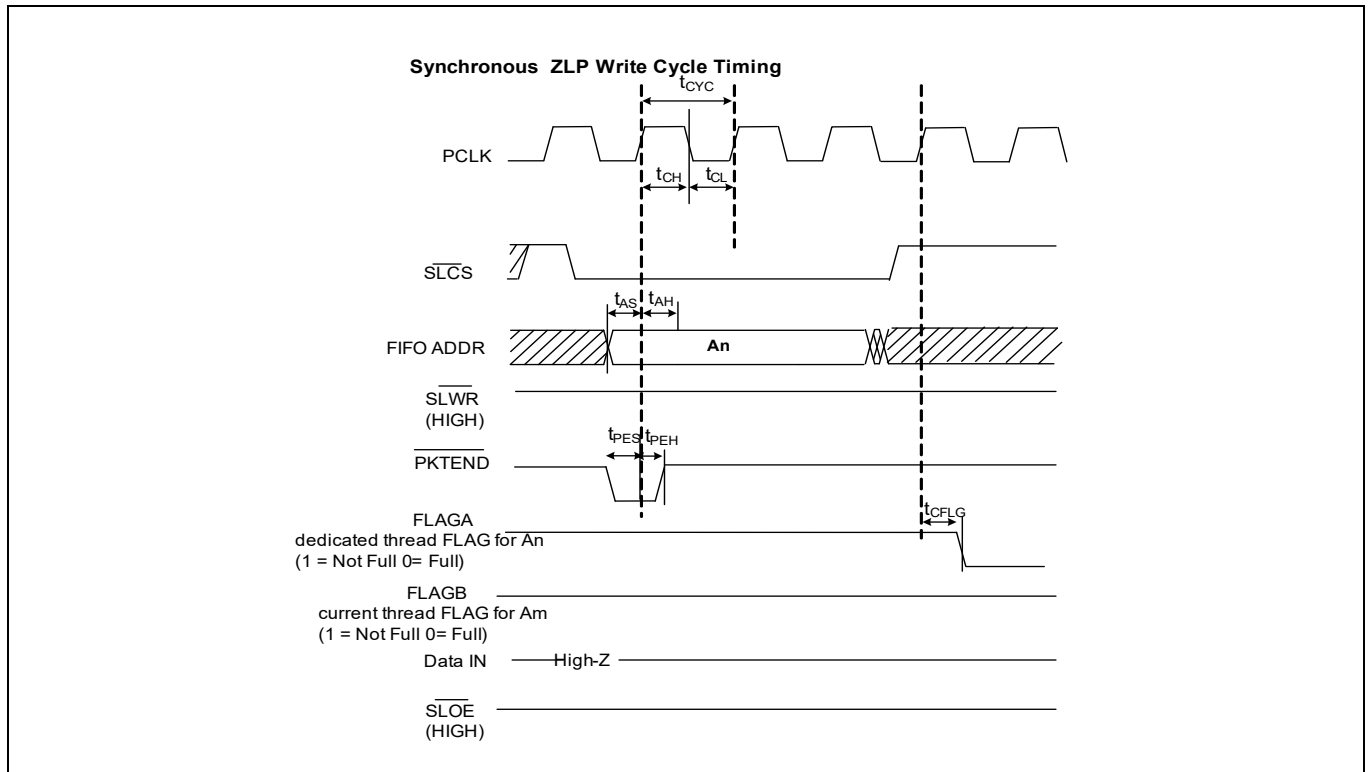 Synchronous ZLP Write Cycle Timing
tCYC
PCLK
tCH
tCL
SLCS
tAS
tAH
FIFO ADDR
An
SLWR
(HIGH)
tPES
tPEH
PKTEND
tCFLG
FLAGA
dedicated thread FLAG for An
(1 = Not Full 0= Full)
FLAGB
current thread FLAG for Am
(1 = Not Full 0= Full)
Data IN
High-Z
SLOE
(HIGH)